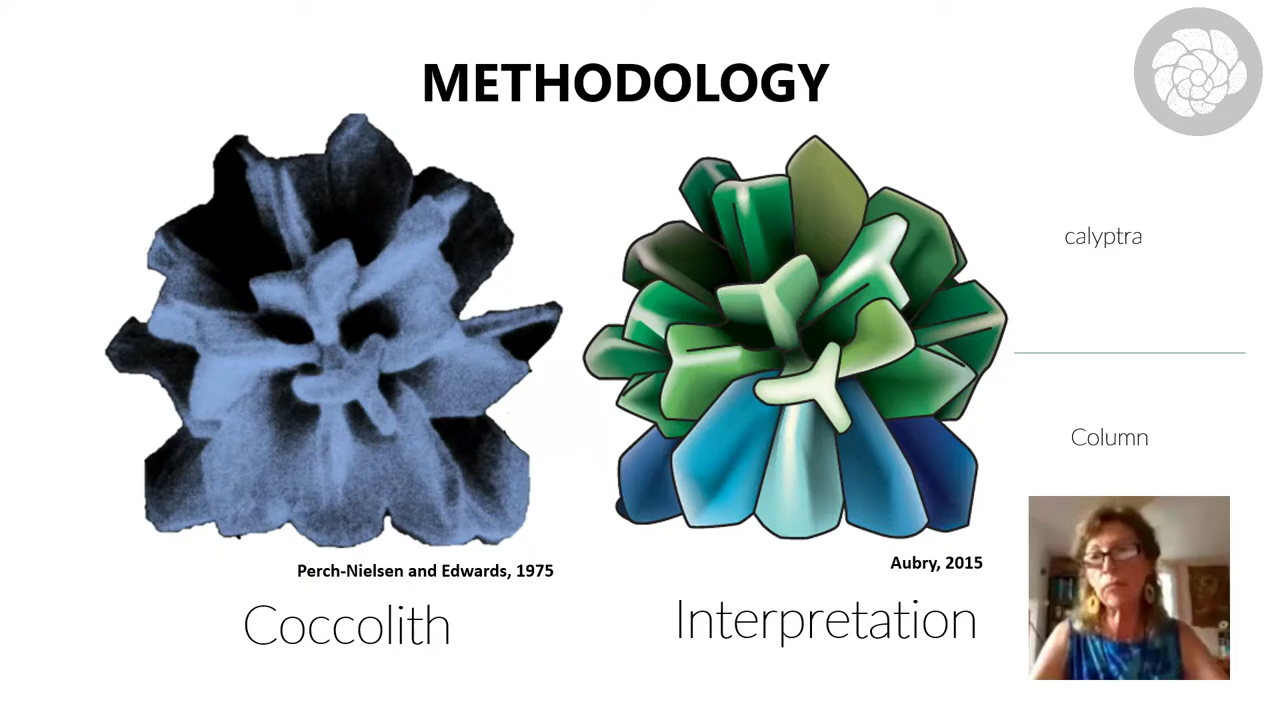 METHODOLOGY
calyptra
Column
Perch-Nielsen and Edwards, 1975
Aubry, 2015
Coccolith
Interpretation